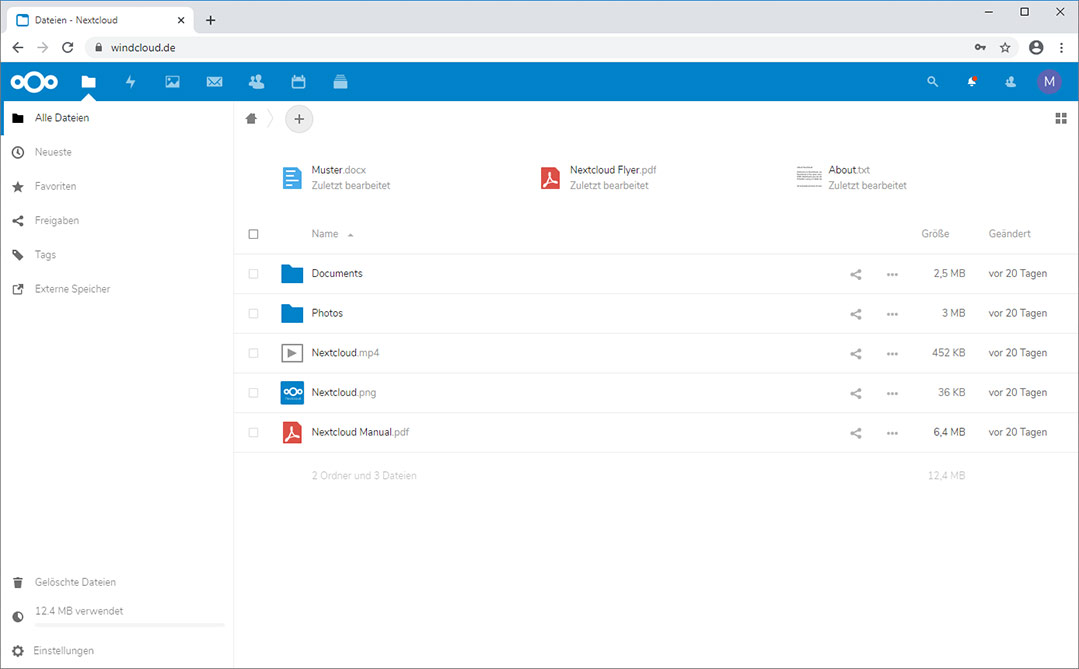 Dateien - Nextcloud
windcloud.de
M
Alle Dateien
Neueste
Favoriten
Freigaben
Tags
Externe Speicher
Muster.docx
Zuletzt bearbeitet
Nextcloud Flyer.pdf
Zuletzt bearbeitet
About.txt
Zuletzt bearbeitet
Name Größe Geändert
Documents 2,5 MB vor 20 Tagen
Photos 3 MB vor 20 Tagen
Nextcloud.mp4 452 KB vor 20 Tagen
Nextcloud.png 36 KB vor 20 Tagen
Nextcloud Manual.pdf 6,4 MB vor 20 Tagen
2 Ordner und 3 Dateien 12,4 MB
Gelöschte Dateien
12.4 MB verwendet
Einstellungen